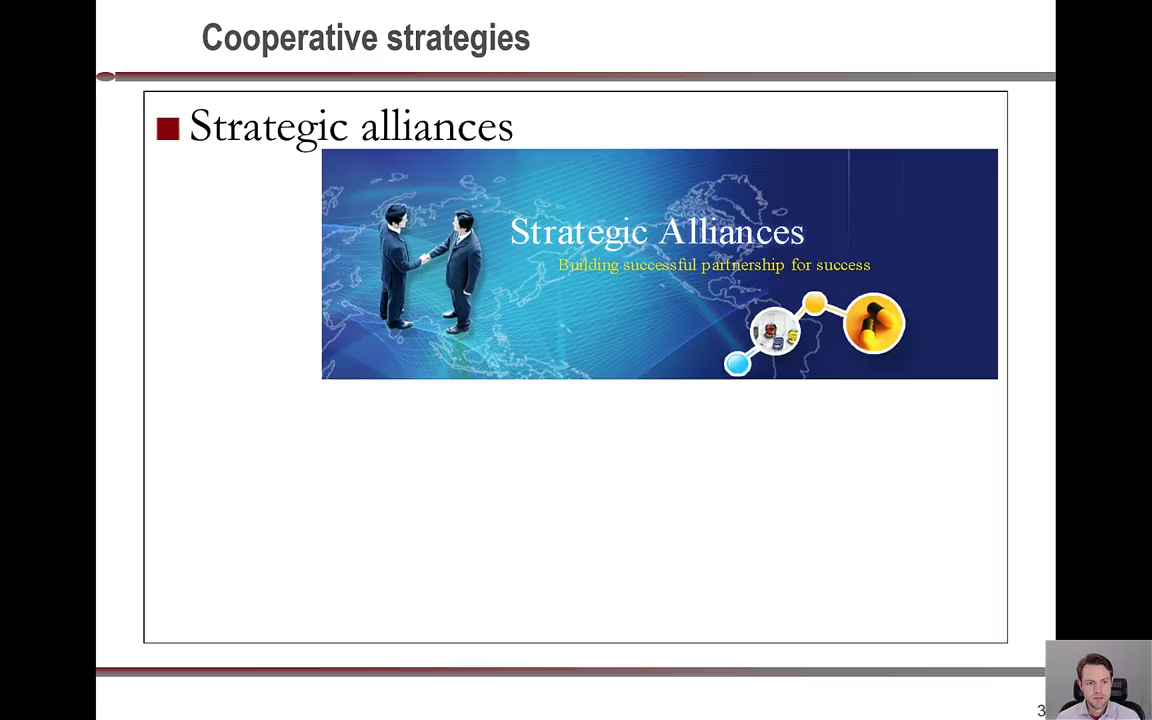 Cooperative strategies
Strategic alliances
Strategic Alliances
Building successful partnership for success
3